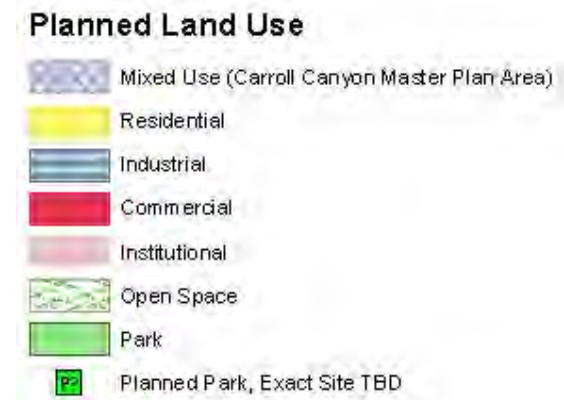 Planned Land Use
Mixed Use (Carroll Canyon Master Plan Area)
Residential
Industrial
Commercial
Institutional
Open Space
Park
P? Planned Park, Exact Site TBD